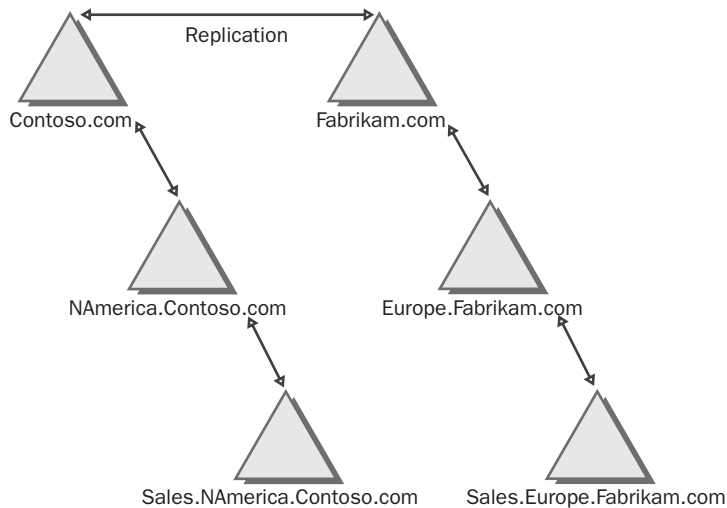 Replication
Contoso.com
Fabrikam.com
NAmerica.Contoso.com
Europe.Fabrikam.com
Sales.NAmerica.Contoso.com
Sales.Europe.Fabrikam.com